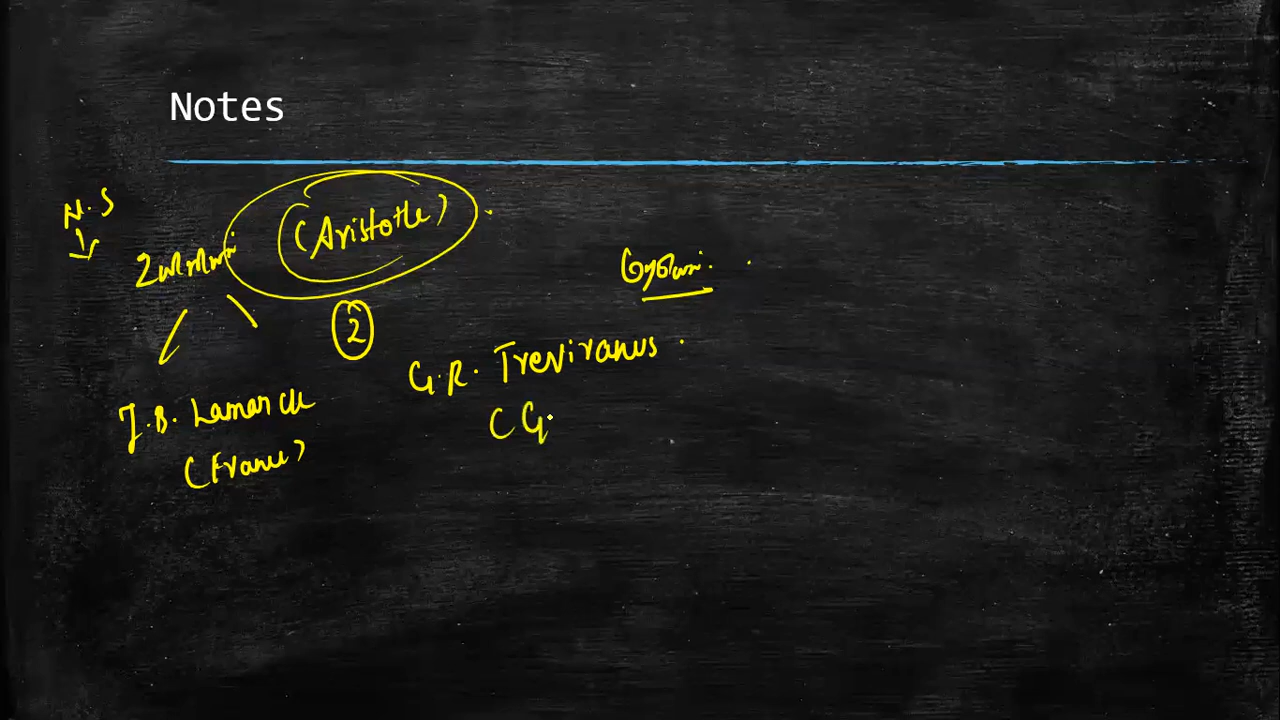 Notes
N. S
(Aristotle)
2
G. R. Treviranus.
(G
J. B. Lamarck
(France)